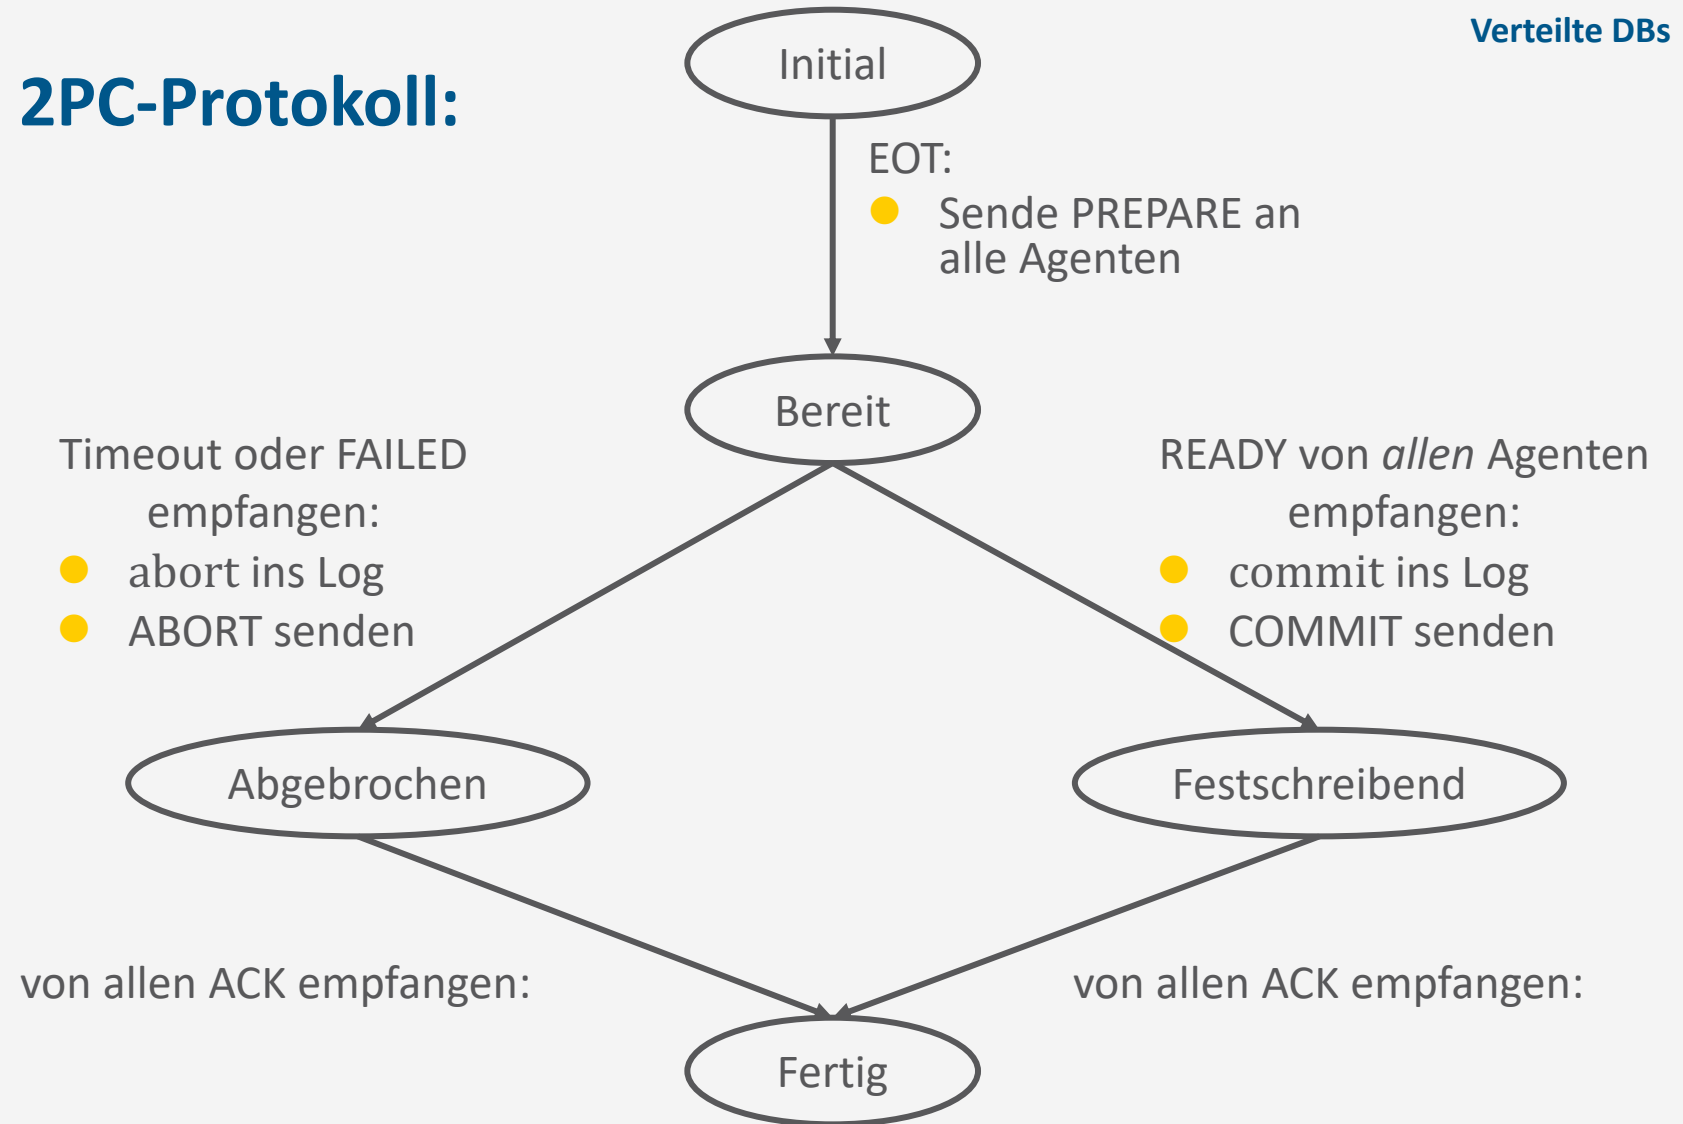 Verteilte DBs
2PC-Protokoll:
Initial
EOT:
Sende PREPARE an
alle Agenten
Bereit
Timeout oder FAILED
empfangen:
abort ins Log
ABORT senden
READY von allen Agenten
empfangen:
commit ins Log
COMMIT senden
Abgebrochen
Festschreibend
von allen ACK empfangen:
von allen ACK empfangen:
Fertig